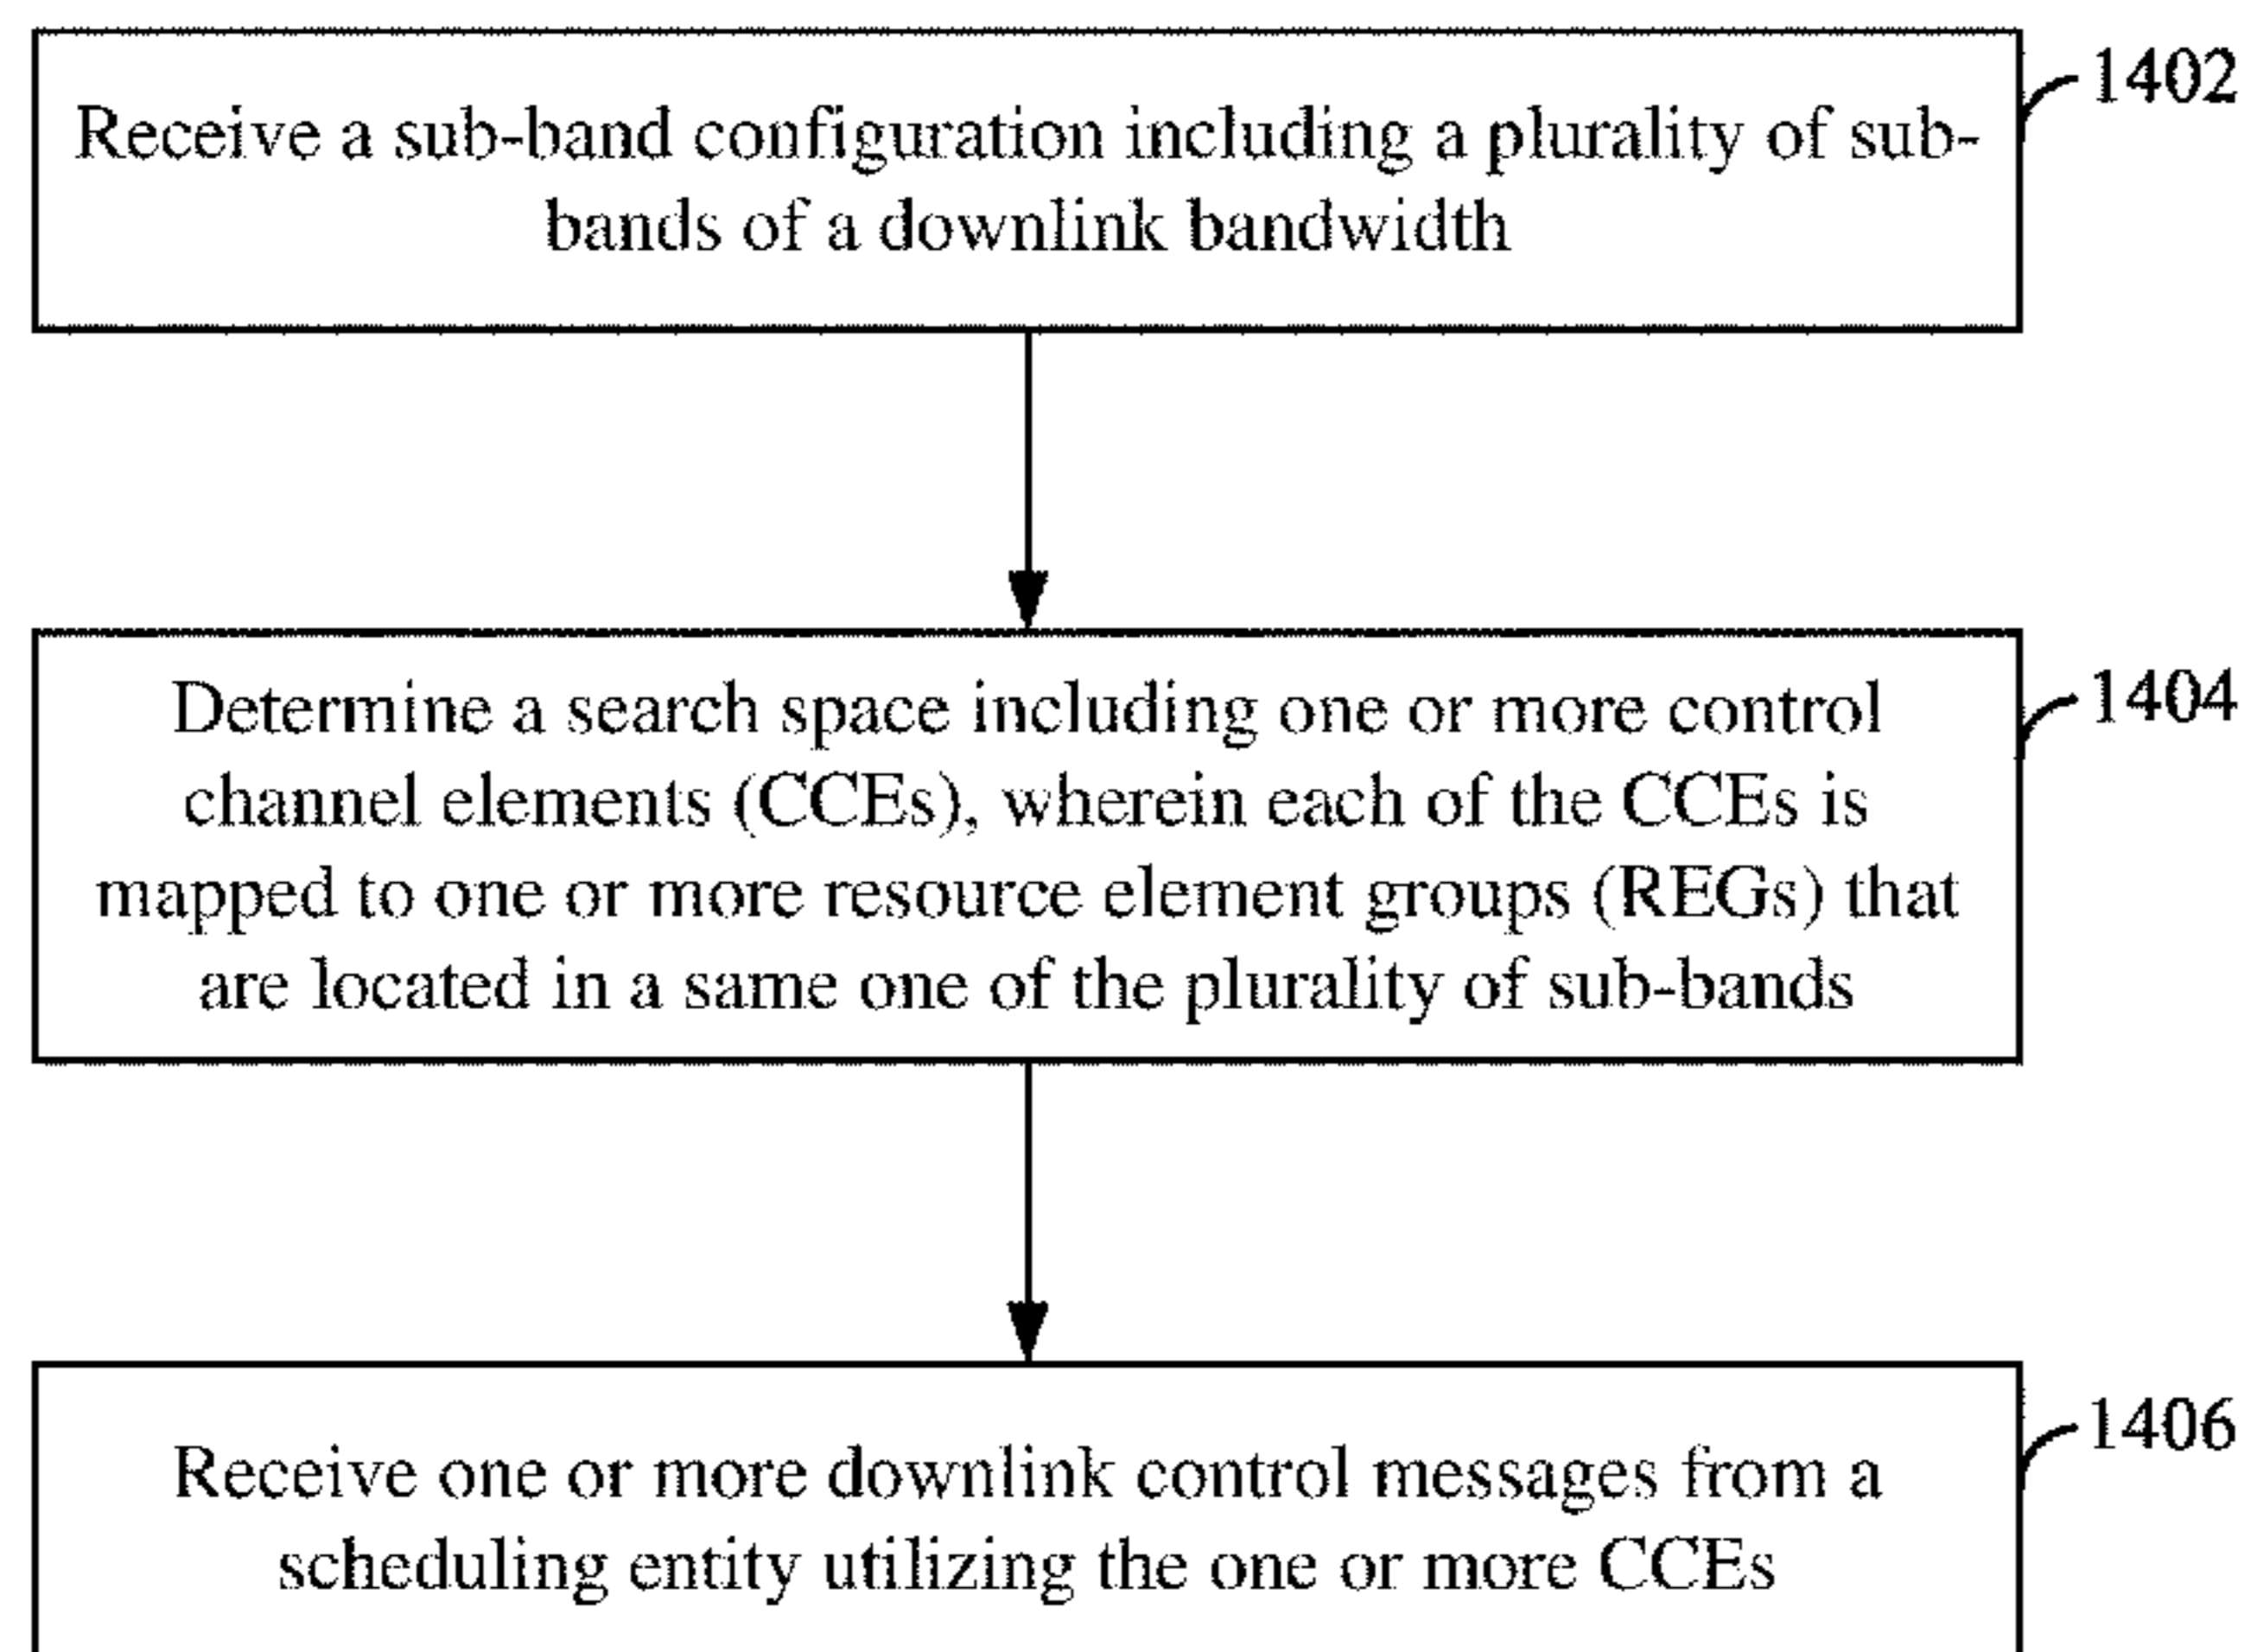 1402
Receive a sub-band configuration including a plurality of sub-
bands of a downlink bandwidth
1404
Determine a search space including one or more control
channel elements (CCEs), wherein each of the CCEs is
mapped to one or more resource element groups (REGs) that
are located in a same one of the plurality of sub-bands
1406
Receive one or more downlink control messages from a
scheduling entity utilizing the one or more CCEs